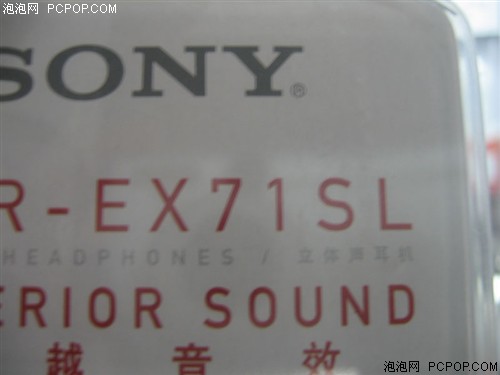 泡泡网 PCPOP.COM
SONY®
R-EX71SL
HEADPHONES / 立体声耳机
ERIOR SOUND
越音效
泡泡网 PCPOP.COM